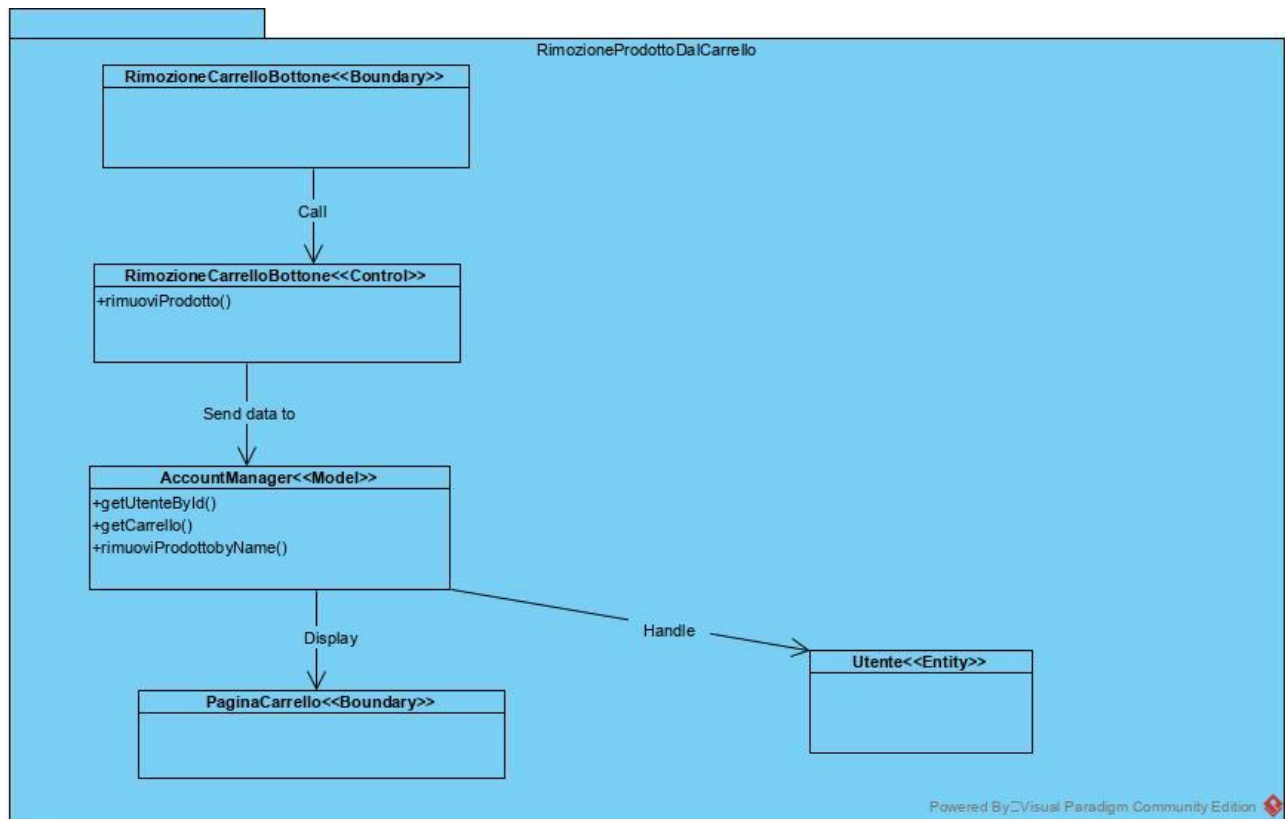 RimozioneProdottoDalCarrello
RimozioneCarrelloBottone<<Boundary>>
Call
RimozioneCarrelloBottone<<Control>>
+rimuoviProdotto()
Send data to
AccountManager<<Model>>
+getUtenteById()
+getCarrello()
+rimuoviProdottobyName()
Display
Handle
Utente<<Entity>>
PaginaCarrello<<Boundary>>
Powered By Visual Paradigm Community Edition